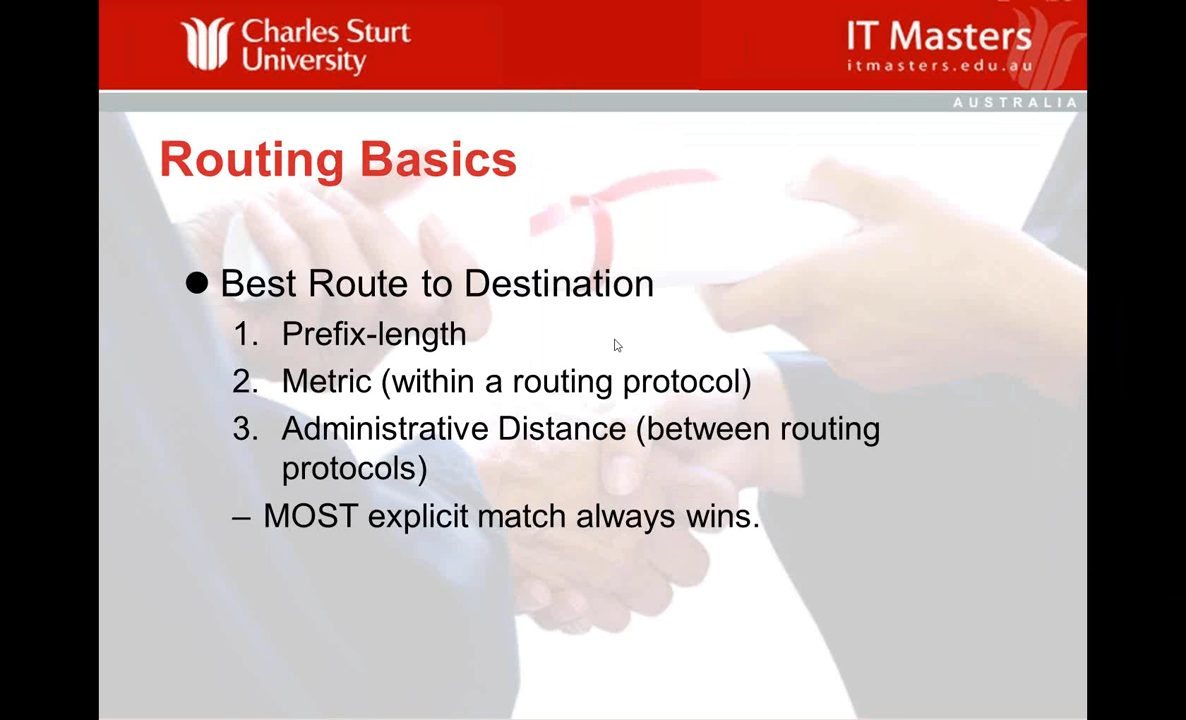 Charles Sturt
University
IT Masters
itmasters.edu.au
AUSTRALIA
Routing Basics
● Best Route to Destination
1. Prefix-length
2. Metric (within a routing protocol)
3. Administrative Distance (between routing
protocols)
– MOST explicit match always wins.